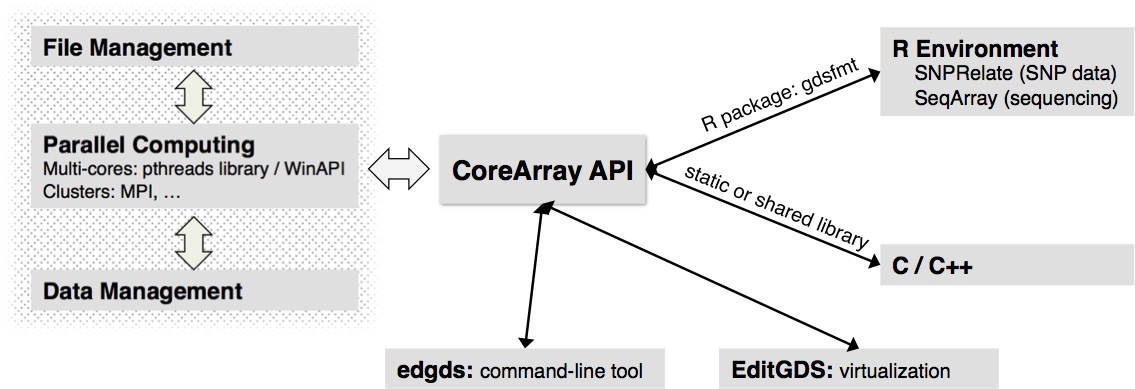 File Management
Parallel Computing
Multi-cores: pthreads library / WinAPI
Clusters: MPI, …
Data Management
CoreArray API
R package: gdsfmt
static or shared library
R Environment
SNPRelate (SNP data)
SeqArray (sequencing)
C / C++
edgds: command-line tool
EditGDS: virtualization